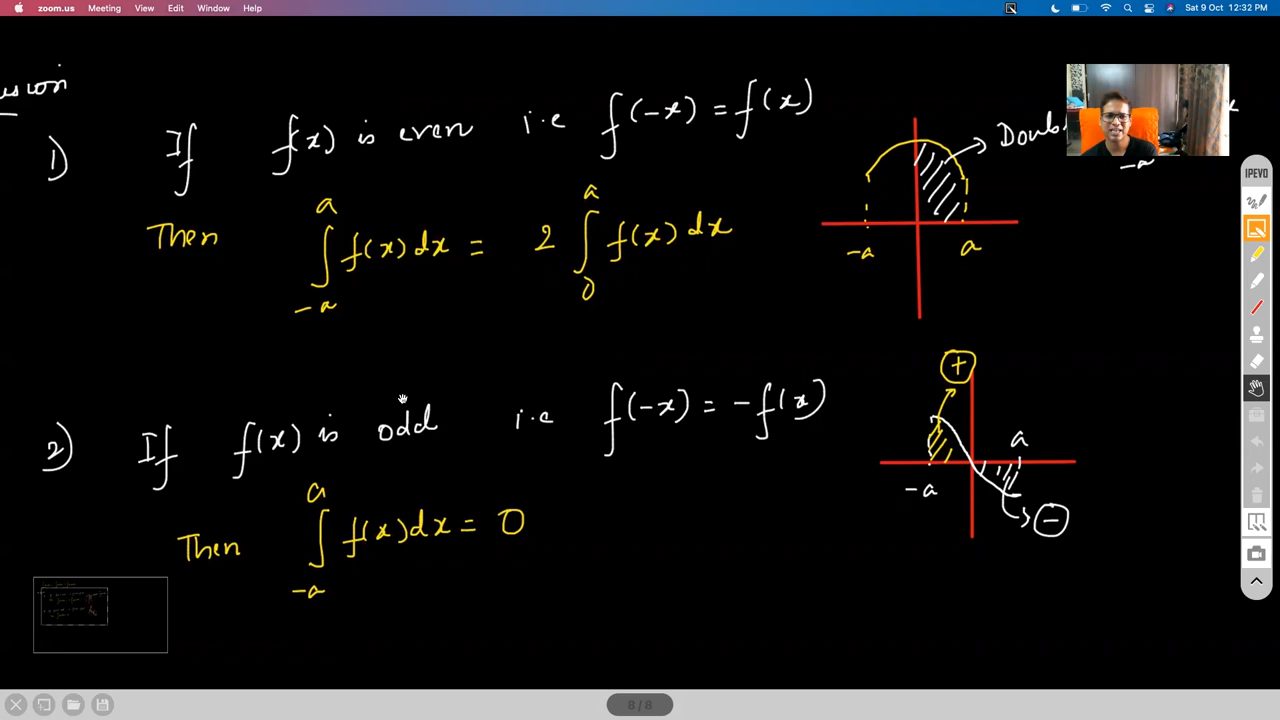 zoom.us Meeting View Edit Window Help Sat 9 Oct 12:32 PM
1) If f(x) is even i.e f(-x) = f(x)
Then ∫_{-a}^{a} f(x) dx = 2 ∫_{0}^{a} f(x) dx
-a a
-a
IPEVO
2) If f(x) is odd i.e f(-x) = -f(x)
Then ∫_{-a}^{a} f(x) dx = 0
+
a
-a
-
8 / 8